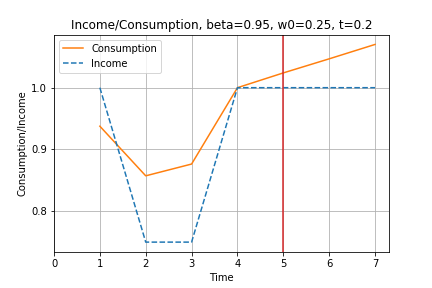 Income/Consumption, beta=0.95, w0=0.25, t=0.2
Consumption
Income
Consumption/Income
1.0
0.9
0.8
0 1 2 3 4 5 6 7
Time